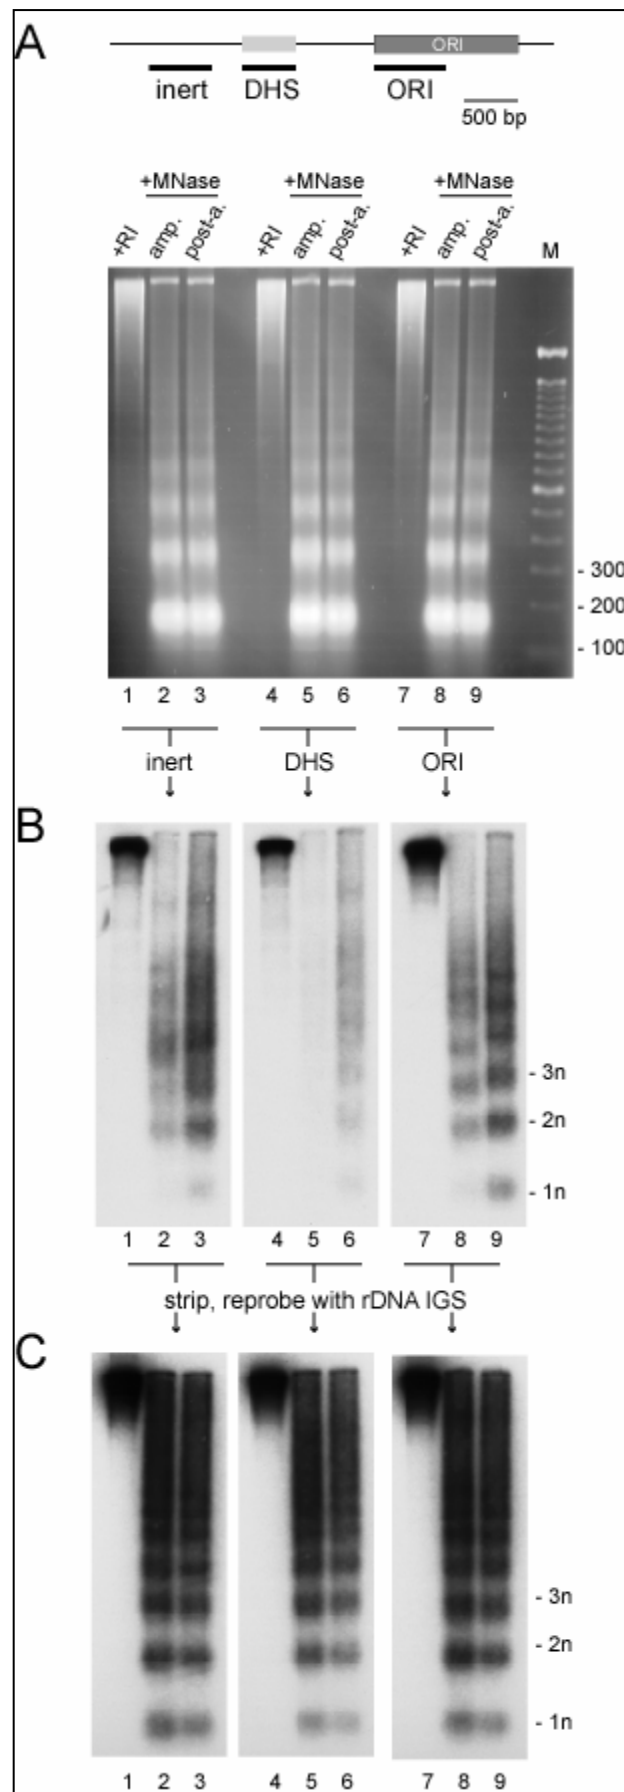 A
ORI
inert DHS ORI
500 bp
+MNase +MNase +MNase
+RI amp. post-a. +RI amp. post-a. +RI amp. post-a. M
- 300
- 200
- 100
1 2 3 4 5 6 7 8 9
inert DHS ORI
B
- 3n
- 2n
- 1n
1 2 3 4 5 6 7 8 9
strip, reprobe with rDNA IGS
C
- 3n
- 2n
- 1n
1 2 3 4 5 6 7 8 9